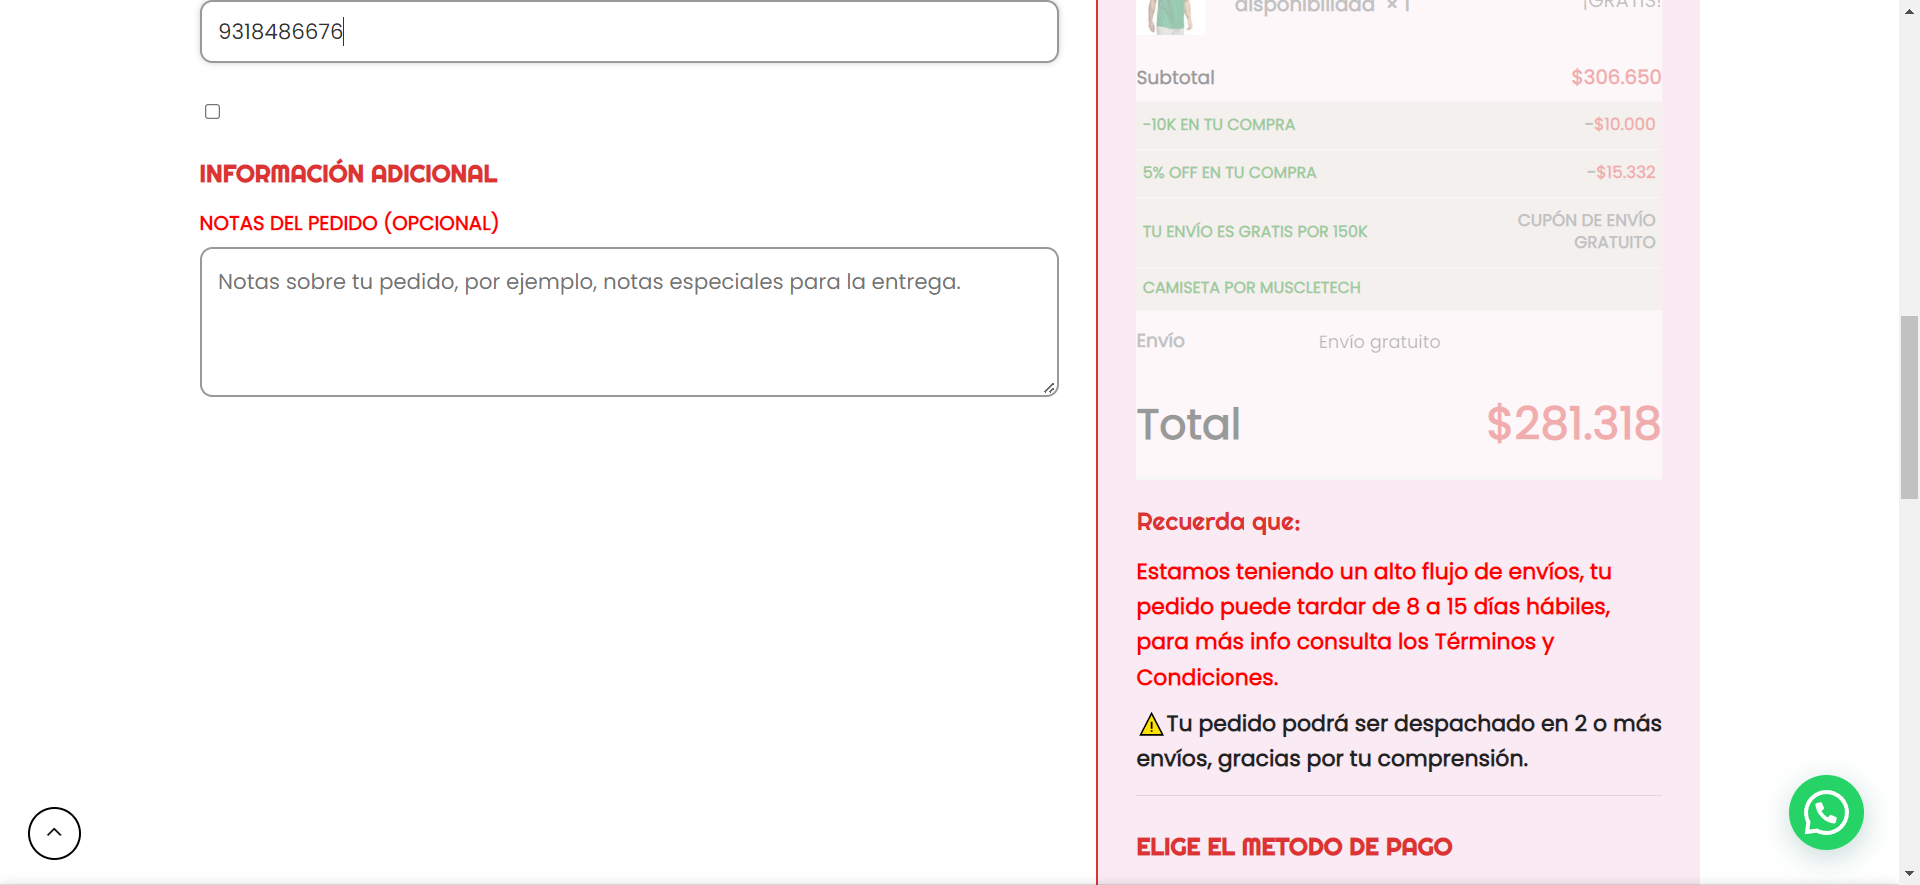 9318486676
INFORMACIÓN ADICIONAL
NOTAS DEL PEDIDO (OPCIONAL)
Notas sobre tu pedido, por ejemplo, notas especiales para la entrega.
disponibilidad × 1
¡GRATIS!
Subtotal
$306.650
-10K EN TU COMPRA
-$10.000
5% OFF EN TU COMPRA
-$15.332
TU ENVÍO ES GRATIS POR 150K
CUPÓN DE ENVÍO
GRATUITO
CAMISETA POR MUSCLETECH
Envío
Envío gratuito
Total
$281.318
Recuerda que:
Estamos teniendo un alto flujo de envíos, tu
pedido puede tardar de 8 a 15 días hábiles,
para más info consulta los Términos y
Condiciones.
⚠Tu pedido podrá ser despachado en 2 o más
envíos, gracias por tu comprensión.
ELIGE EL METODO DE PAGO